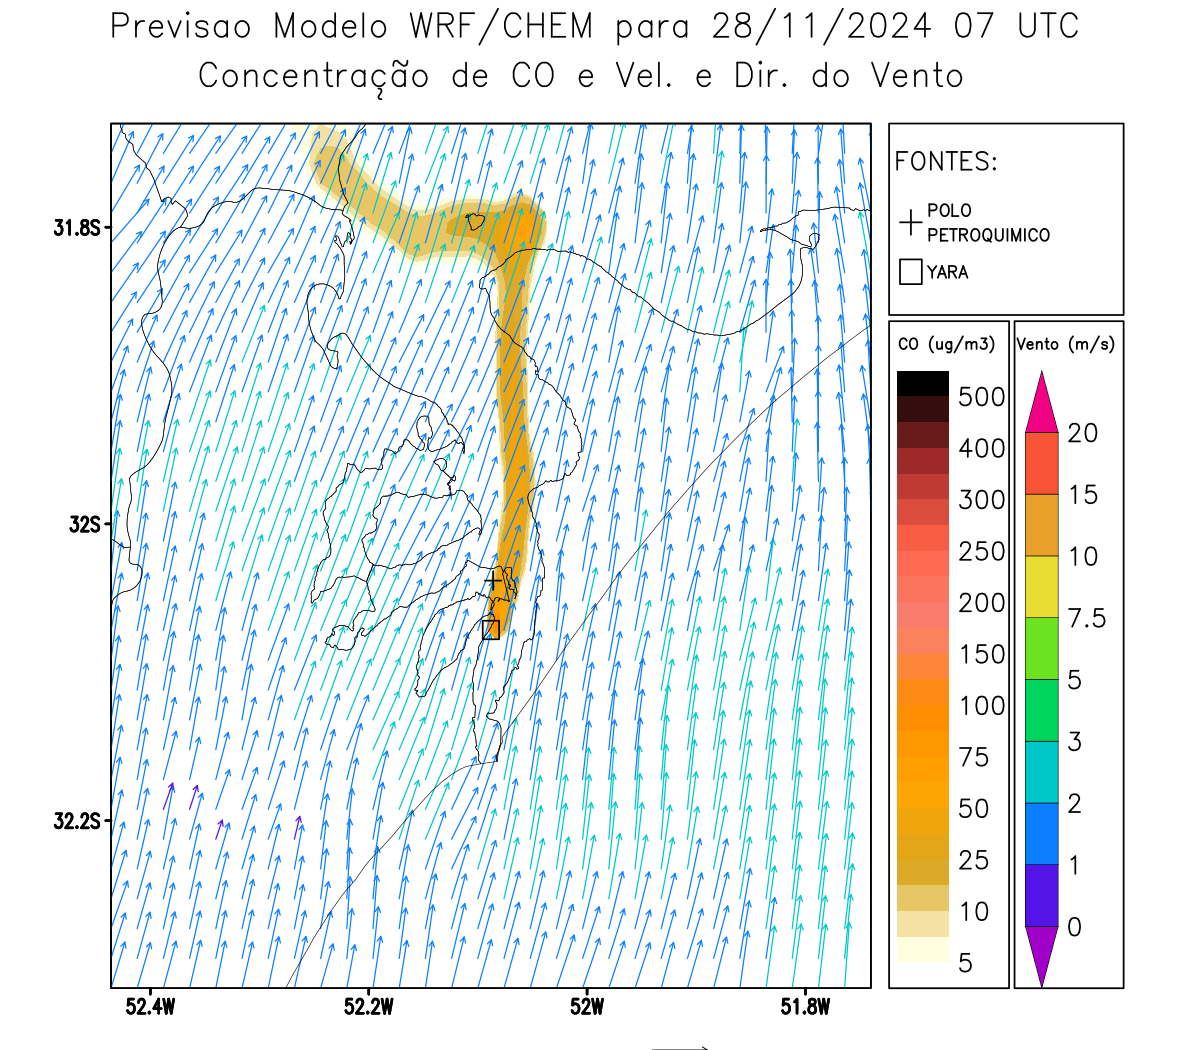 Previsao Modelo WRF/CHEM para 28/11/2024 07 UTC
Concentração de CO e Vel. e Dir. do Vento
FONTES:
POLO
PETROQUIMICO
YARA
CO (ug/m3)
500
400
300
250
200
150
100
75
50
25
10
5
Vento (m/s)
20
15
10
7.5
5
3
2
1
0
31.8S
32S
32.2S
52.4W
52.2W
52W
51.8W